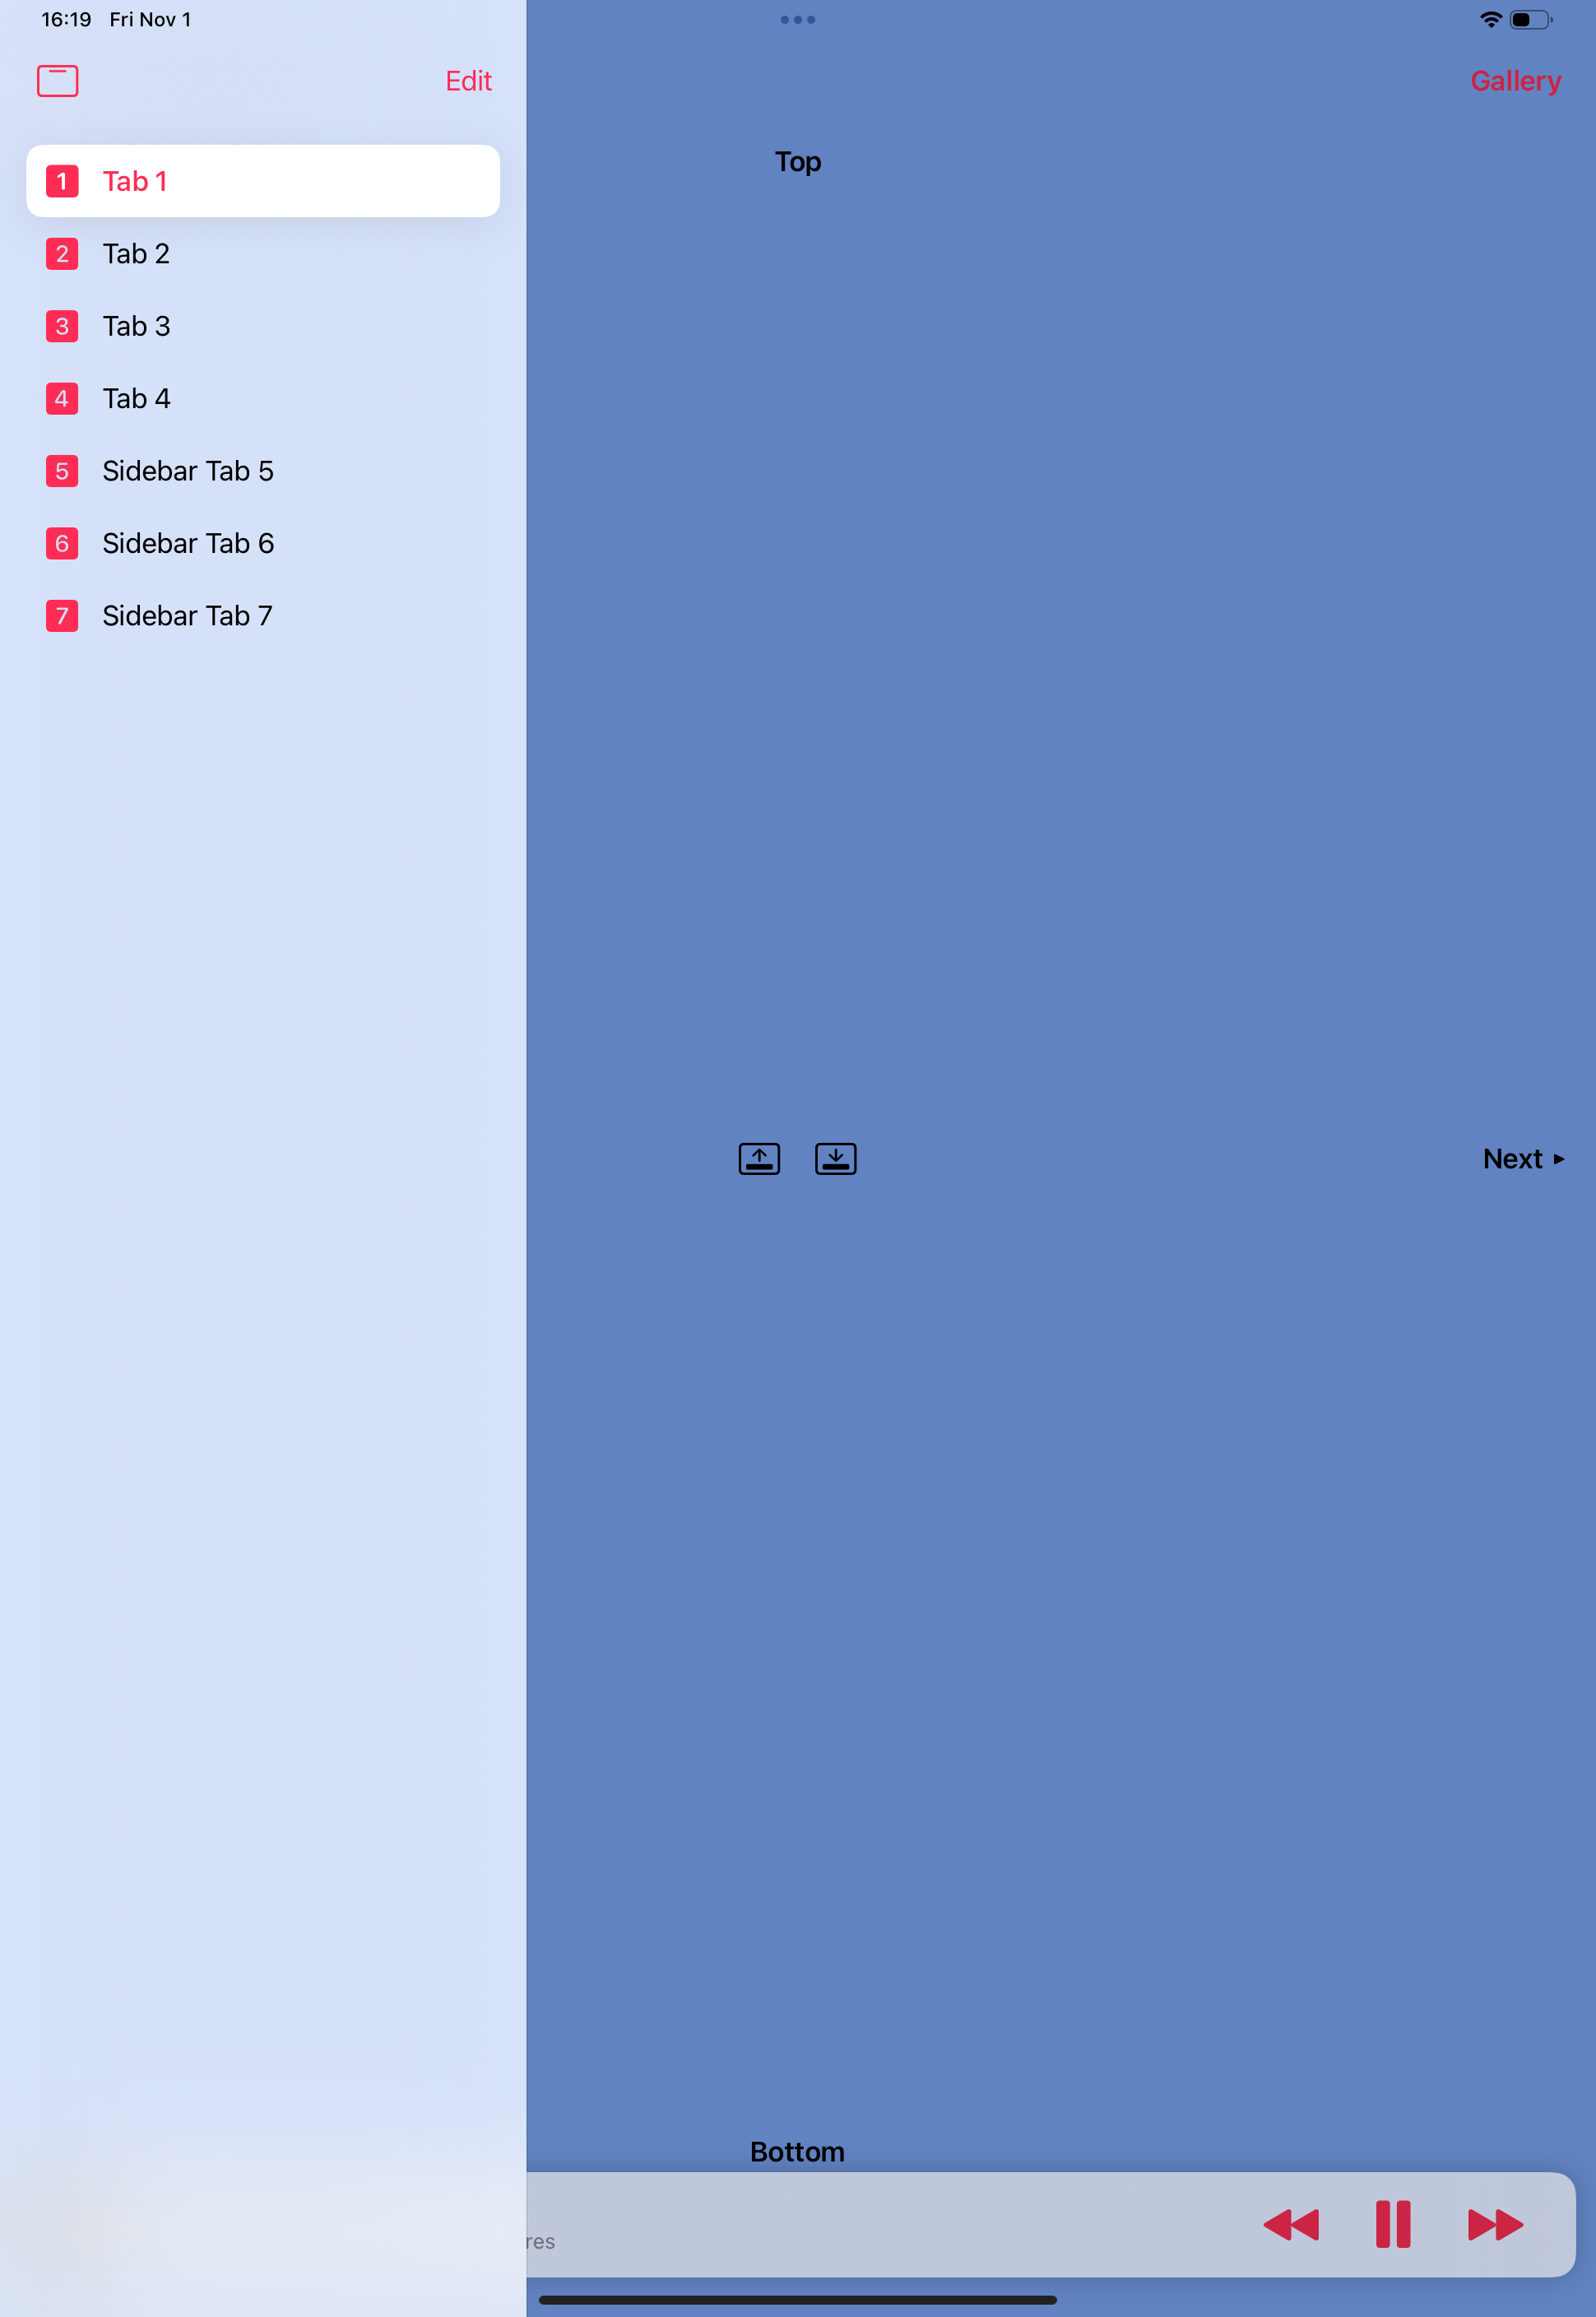 16:19 Fri Nov 1
Edit
Gallery
Top
1 Tab 1
2 Tab 2
3 Tab 3
4 Tab 4
5 Sidebar Tab 5
6 Sidebar Tab 6
7 Sidebar Tab 7
Next ▸
Bottom
res